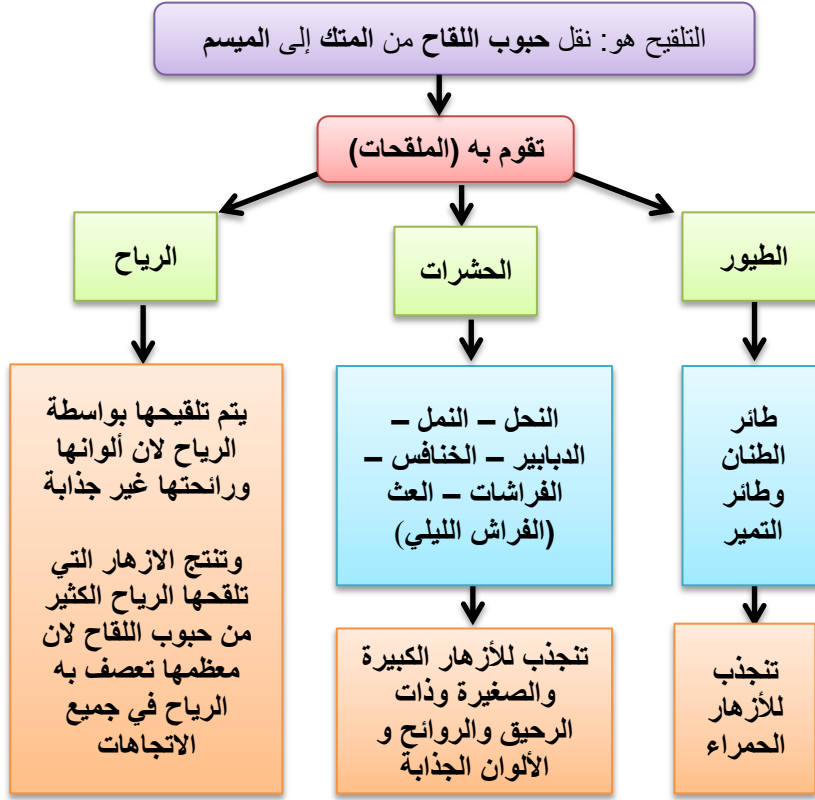 التلقيح هو: نقل حبوب اللقاح من المتك إلى الميسم
تقوم به (الملقحات)
الطيور
الحشرات
الرياح
طائر
الطنان
وطائر
التمير
تنجذب
للأزهار
الحمراء
النحل – النمل –
الدبابير – الخنافس –
الفراشات – العث
(الفراش الليلي)
تنجذب للأزهار الكبيرة
والصغيرة وذات
الرحيق والروائح و
الألوان الجذابة
يتم تلقيحها بواسطة
الرياح لان ألوانها
ورائحتها غير جذابة
وتنتج الازهار التي
تلقحها الرياح الكثير
من حبوب اللقاح لان
معظمها تعصف به
الرياح في جميع
الاتجاهات